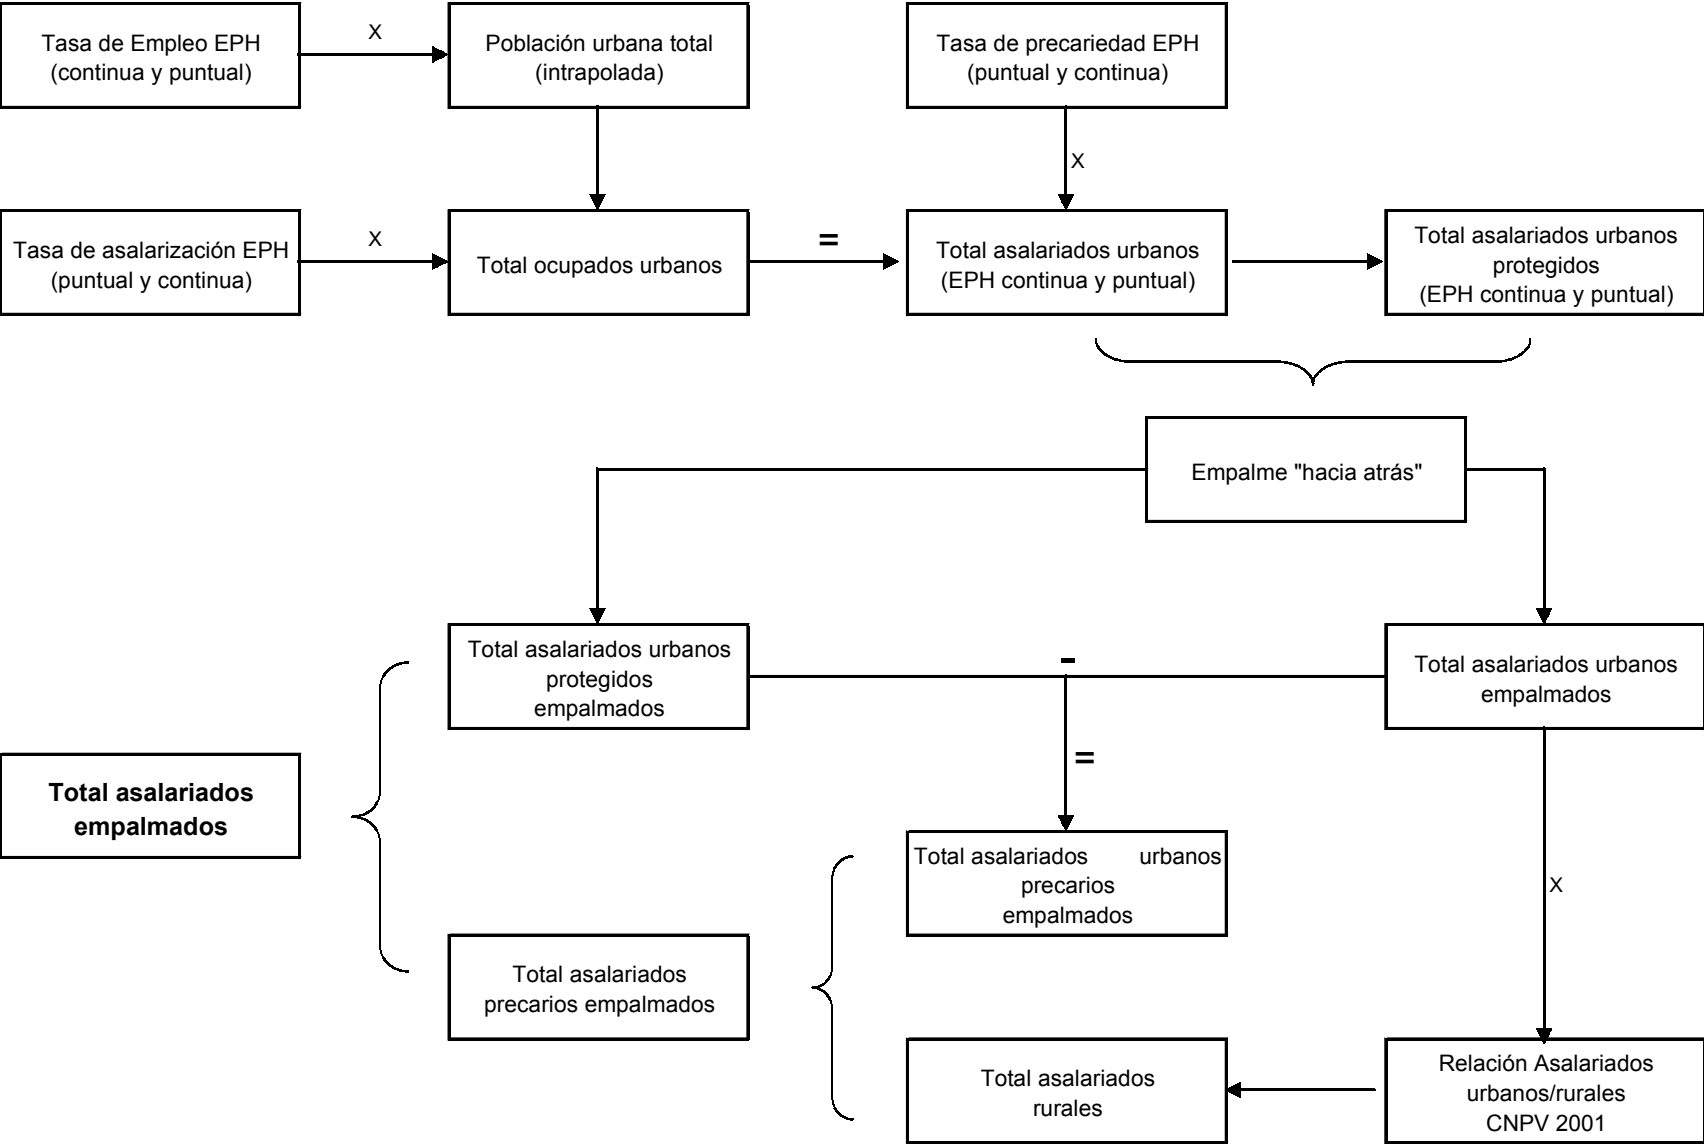 Tasa de Empleo EPH
(continua y puntual)
X
Población urbana total
(intrapolada)
Tasa de precariedad EPH
(puntual y continua)
X
Tasa de asalarización EPH
(puntual y continua)
X
Total ocupados urbanos
=
Total asalariados urbanos
(EPH continua y puntual)
Total asalariados urbanos
protegidos
(EPH continua y puntual)
Empalme "hacia atrás"
Total asalariados urbanos
protegidos
empalmados
-
Total asalariados urbanos
empalmados
=
Total asalariados
empalmados
Total asalariados urbanos
precarios
empalmados
X
Total asalariados
precarios empalmados
Total asalariados
rurales
Relación Asalariados
urbanos/rurales
CNPV 2001